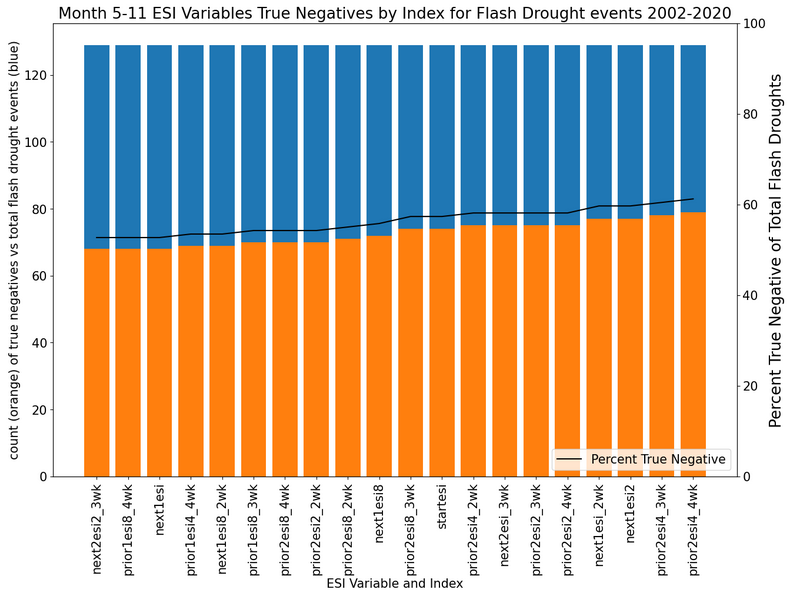 Month 5-11 ESI Variables True Negatives by Index for Flash Drought events 2002-2020
count (orange) of true negatives vs total flash drought events (blue)
120
100
80
60
40
20
0
100
80
60
40
20
0
Percent True Negative of Total Flash Droughts
Percent True Negative
next2esi2_3wk
prior1esi8_4wk
next1esi
prior1esi4_4wk
next1esi8_2wk
prior1esi8_3wk
prior2esi8_4wk
prior2esi2_2wk
prior2esi8_2wk
next1esi8
prior2esi8_3wk
startesi
prior2esi4_2wk
next2esi_3wk
prior2esi2_3wk
prior2esi2_4wk
next1esi_2wk
next1esi2
prior2esi4_3wk
prior2esi4_4wk
ESI Variable and Index